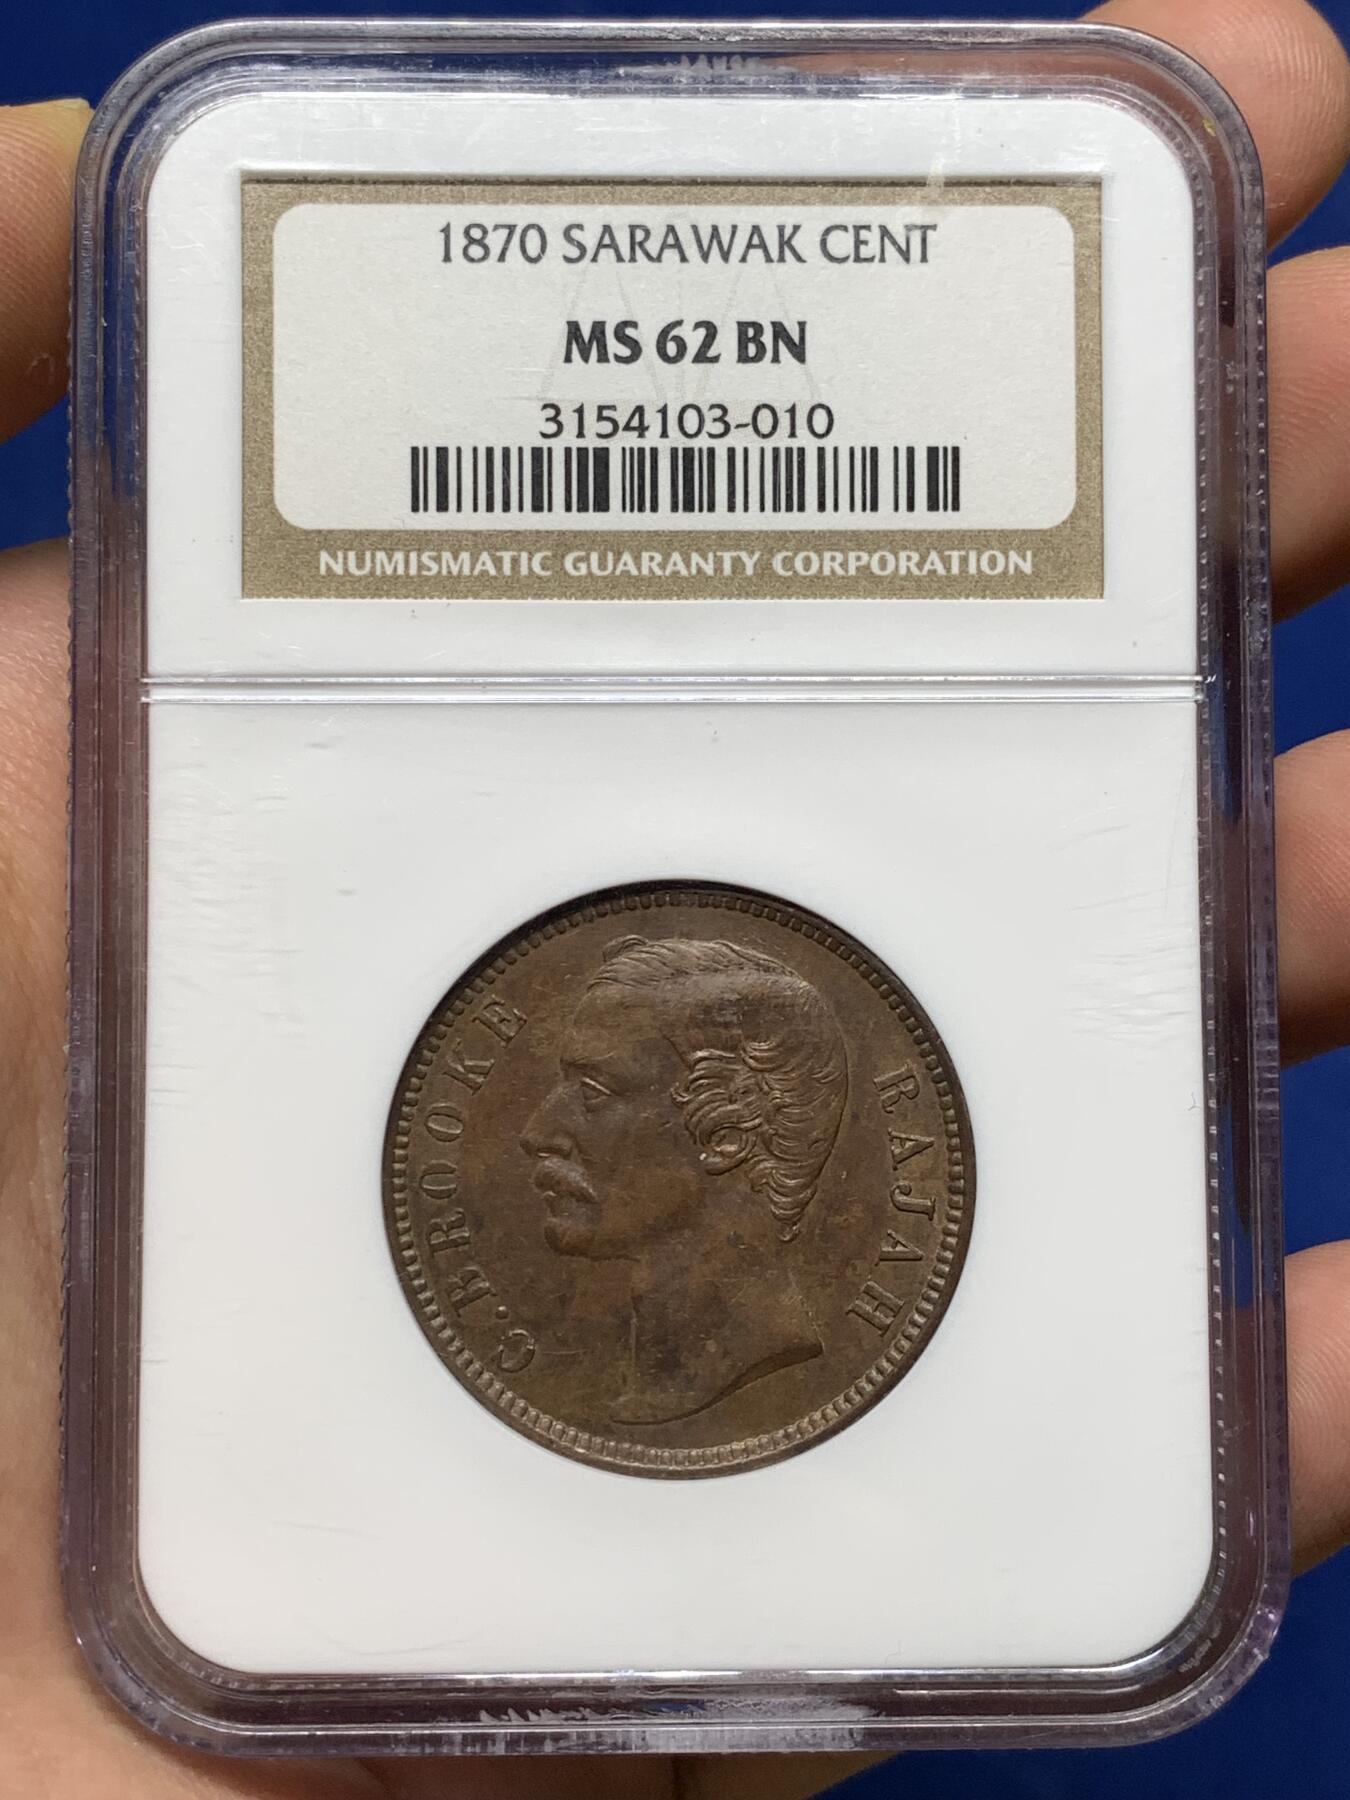 1870 SARAWAK CENT
MS 62 BN
3154103-010
NUMISMATIC GUARANTY CORPORATION
C. BROOKE RAJAH